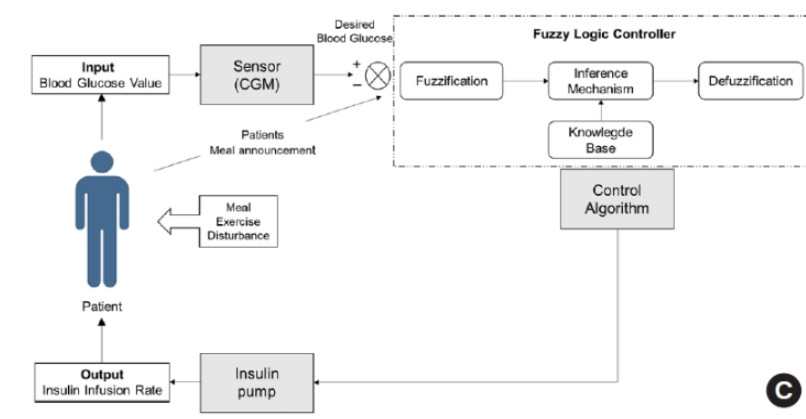 Desired
Blood Glucose
Fuzzy Logic Controller
Input
Blood Glucose Value
Sensor
(CGM)
+
−
Fuzzification
Inference
Mechanism
Defuzzification
Knowlegde
Base
Patients
Meal announcement
Control
Algorithm
Meal
Exercise
Disturbance
Patient
Output
Insulin Infusion Rate
Insulin
pump
C